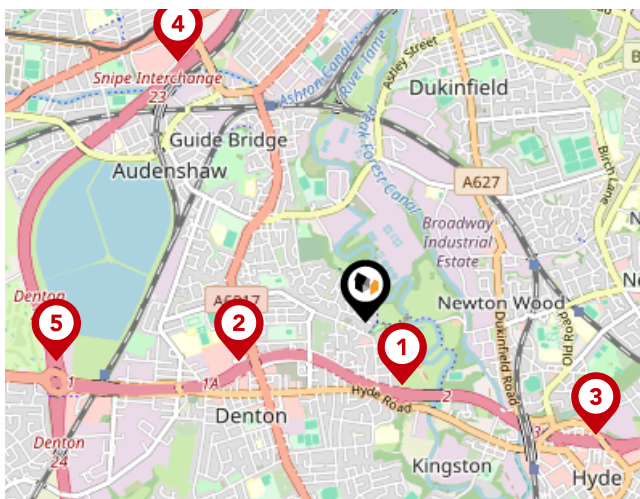 4
Snipe Interchange
23
Ashton Canal
River Tame
Ashley Street
Dukinfield
Guide Bridge
Audenshaw
Peak Forest Canal
A627
Birch Lane
Broadway
Industrial
Estate
Denton
A6017
Newton Wood
Ne
5
2
1
Old Road
Dukinfield Road
1
1A
Hyde Road
2
3
Denton
24
Denton
3
Kingston
Hyde